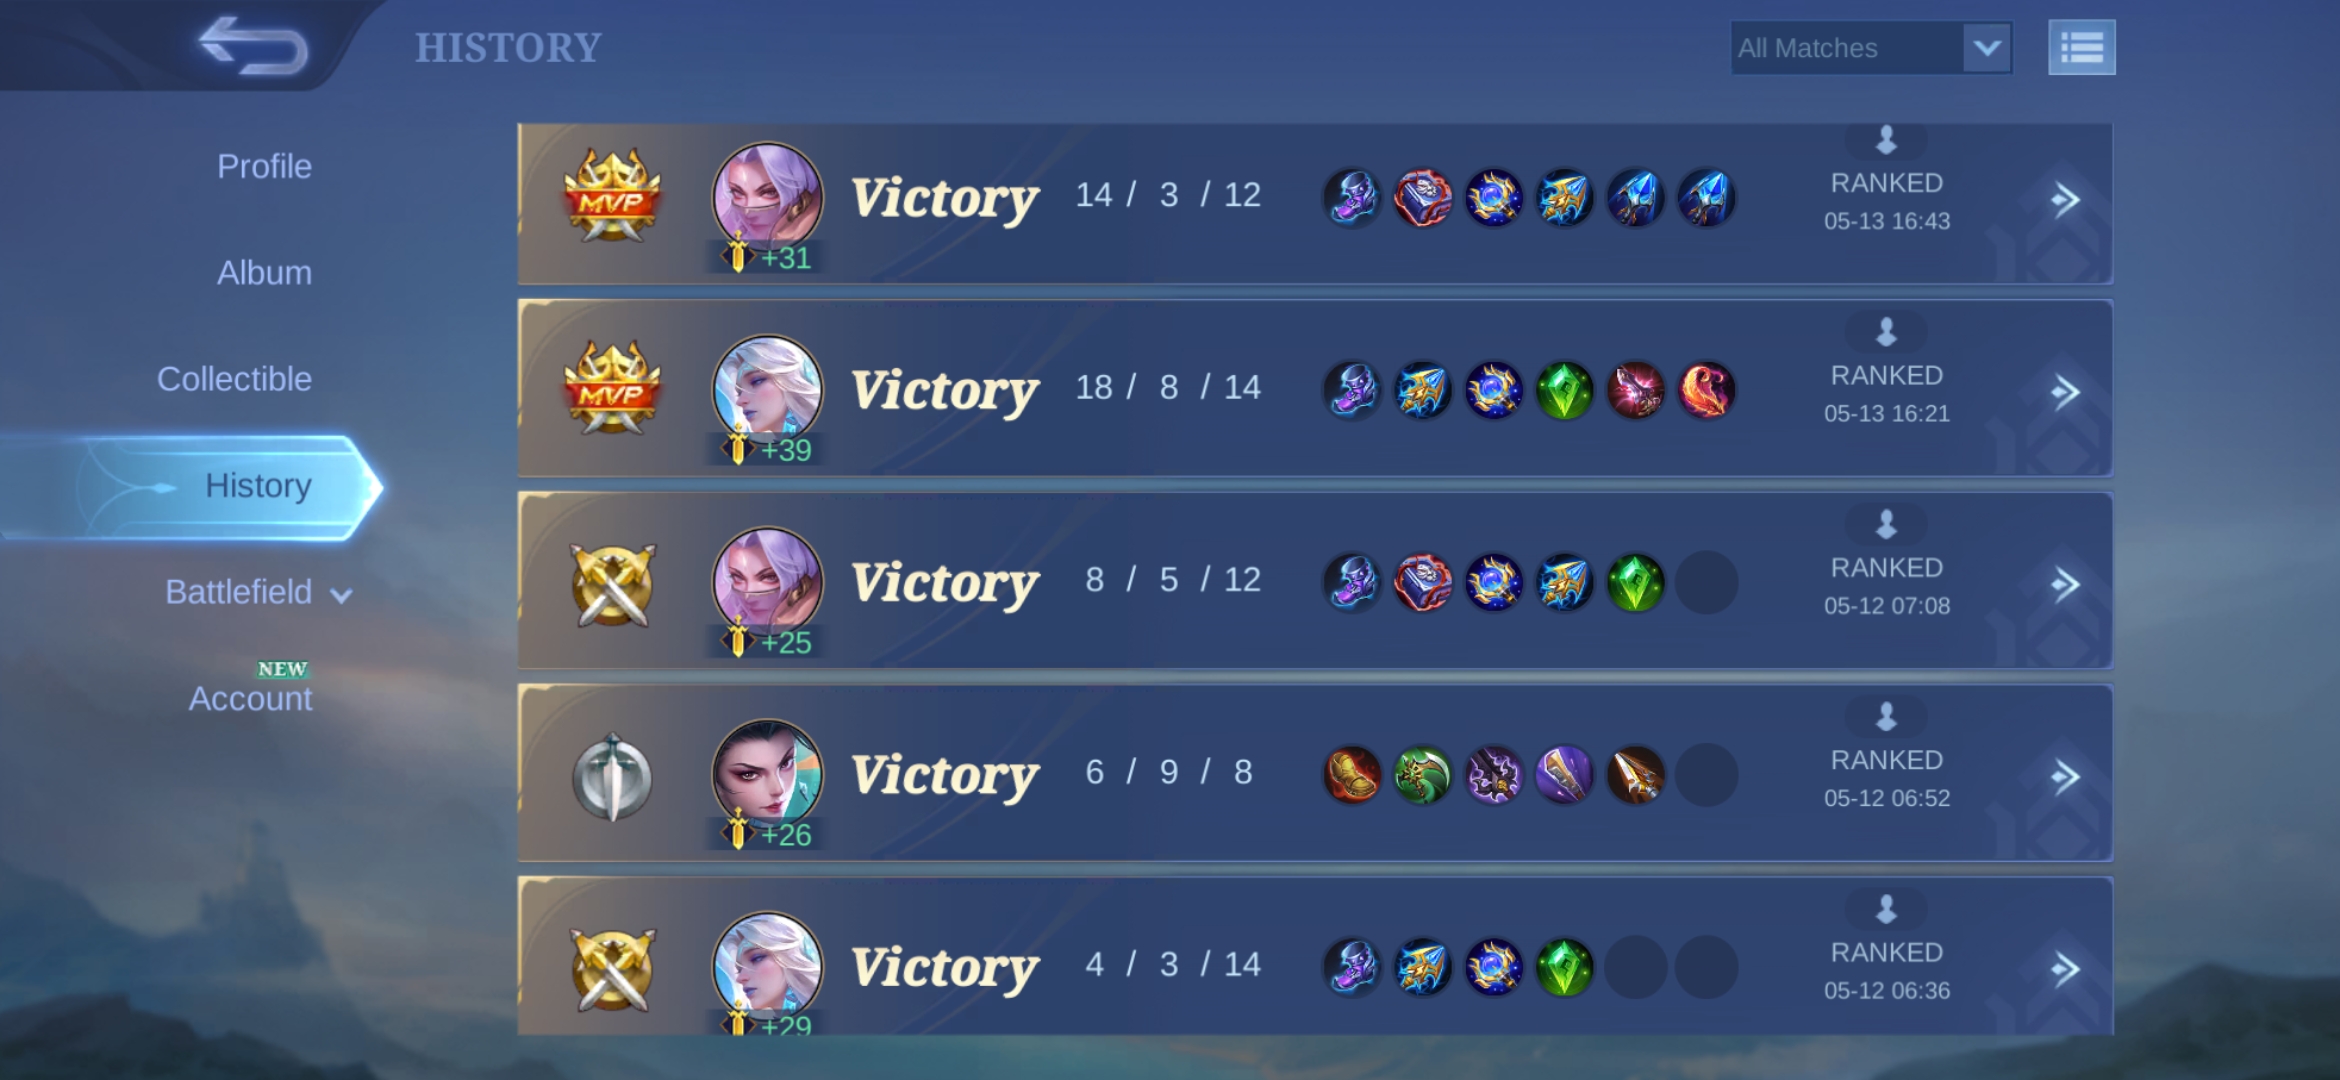 HISTORY
All Matches
Profile
Album
Collectible
History
Battlefield
NEW
Account
MVP
+31
Victory
14 / 3 / 12
RANKED
05-13 16:43
MVP
+39
Victory
18 / 8 / 14
RANKED
05-13 16:21
+25
Victory
8 / 5 / 12
RANKED
05-12 07:08
+26
Victory
6 / 9 / 8
RANKED
05-12 06:52
+29
Victory
4 / 3 / 14
RANKED
05-12 06:36